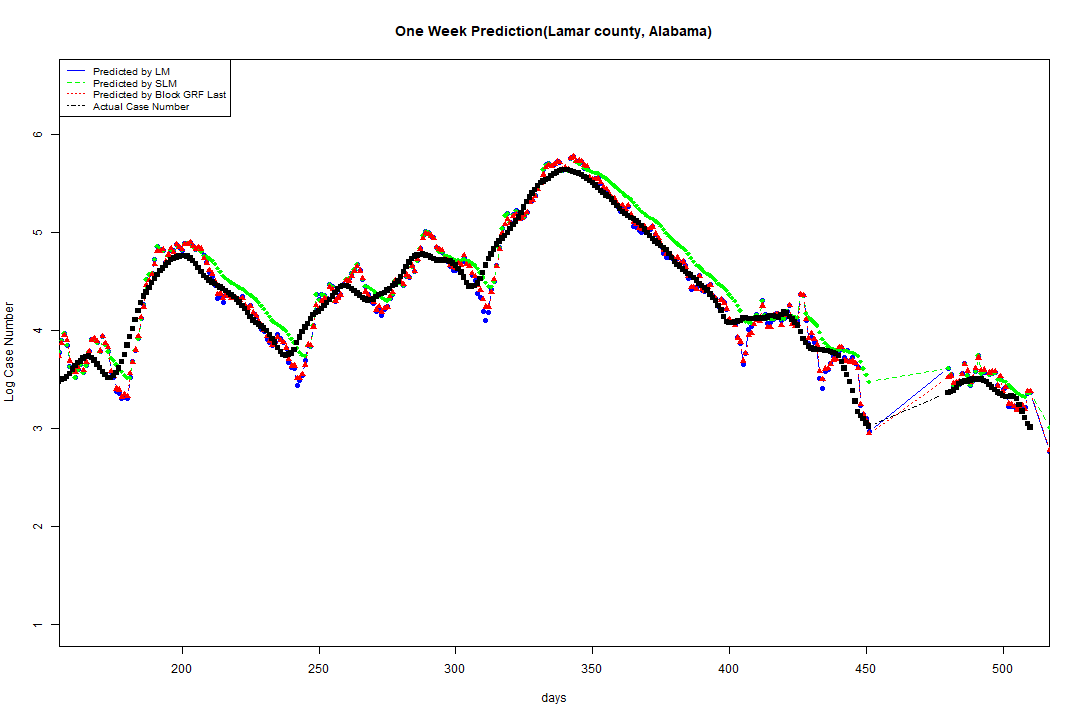 One Week Prediction(Lamar county, Alabama)
Predicted by LM
Predicted by SLM
Predicted by Block GRF Last
Actual Case Number
Log Case Number
6
5
4
3
2
1
200 250 300 350 400 450 500
days